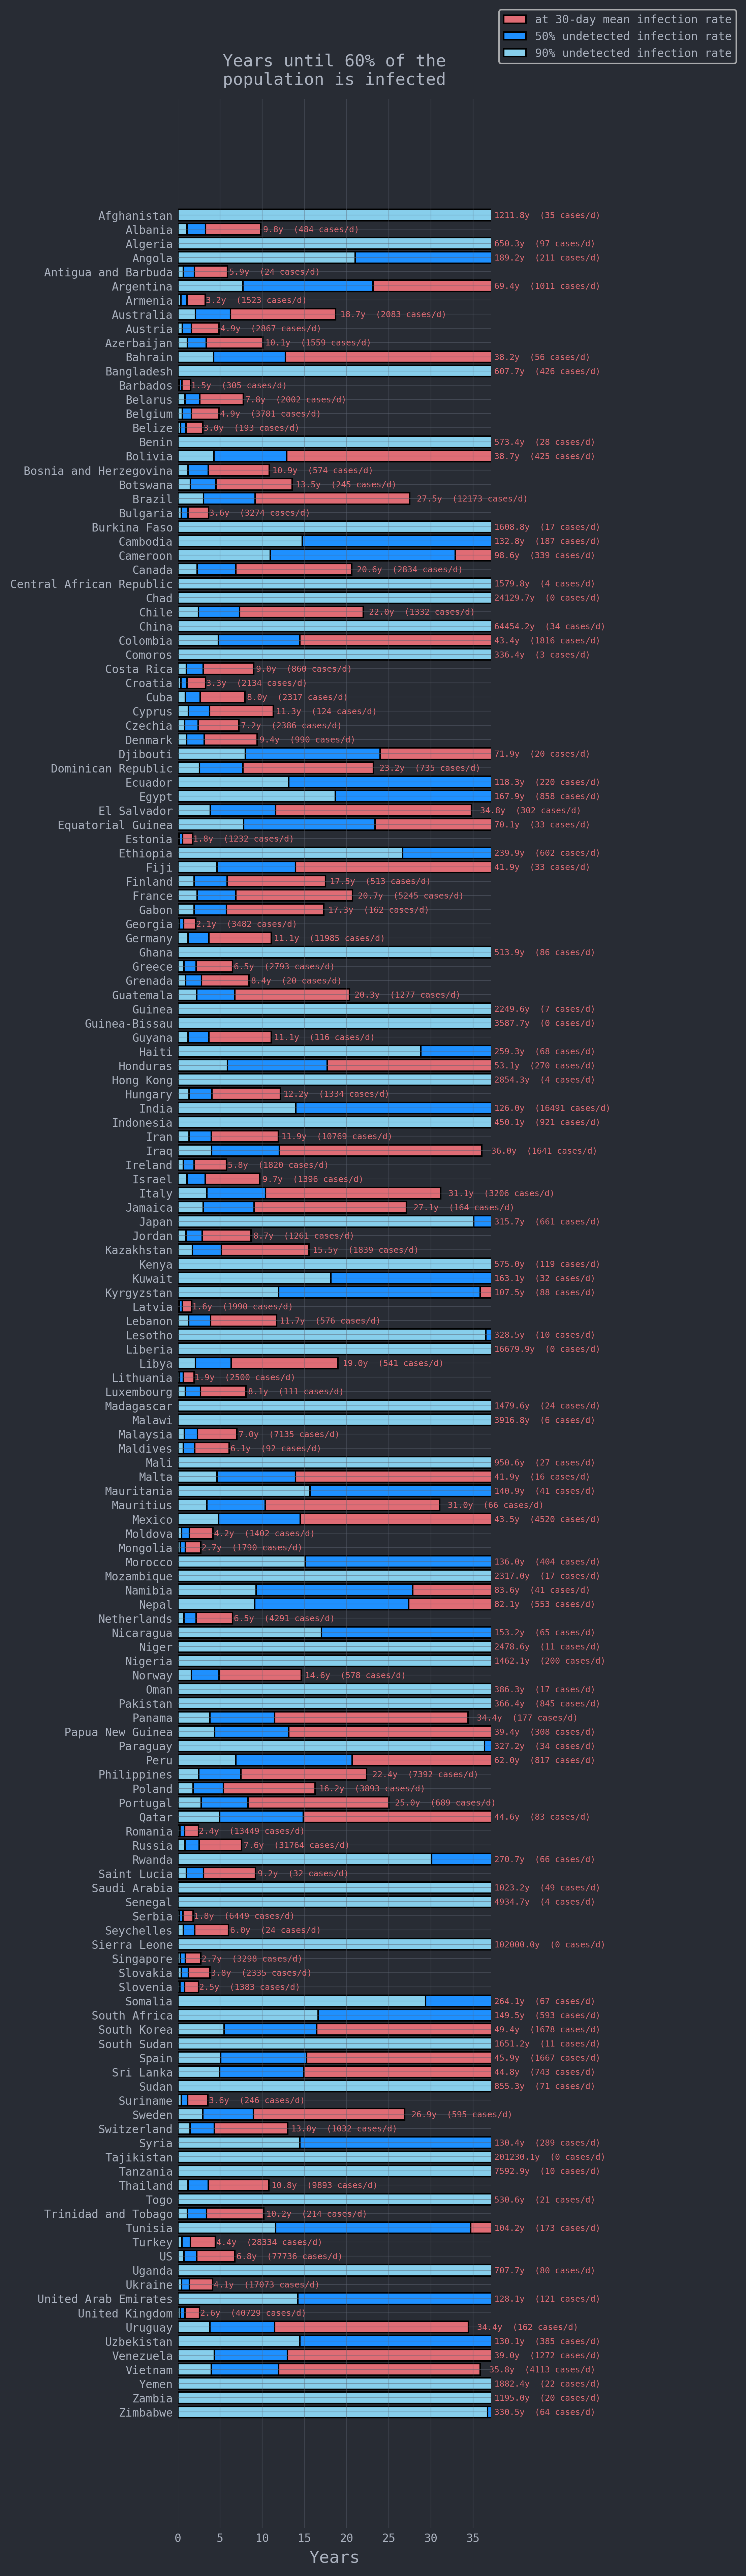 at 30-day mean infection rate
50% undetected infection rate
90% undetected infection rate
Years until 60% of the
population is infected
Afghanistan 1211.8y (35 cases/d)
Albania 9.8y (484 cases/d)
Algeria 650.3y (97 cases/d)
Angola 189.2y (211 cases/d)
Antigua and Barbuda 5.9y (24 cases/d)
Argentina 69.4y (1011 cases/d)
Armenia 3.2y (1523 cases/d)
Australia 18.7y (2083 cases/d)
Austria 4.9y (2867 cases/d)
Azerbaijan 10.1y (1559 cases/d)
Bahrain 38.2y (56 cases/d)
Bangladesh 607.7y (426 cases/d)
Barbados 1.5y (305 cases/d)
Belarus 7.8y (2002 cases/d)
Belgium 4.9y (3781 cases/d)
Belize 3.0y (193 cases/d)
Benin 573.4y (28 cases/d)
Bolivia 38.7y (425 cases/d)
Bosnia and Herzegovina 10.9y (574 cases/d)
Botswana 13.5y (245 cases/d)
Brazil 27.5y (12173 cases/d)
Bulgaria 3.6y (3274 cases/d)
Burkina Faso 1608.8y (17 cases/d)
Cambodia 132.8y (187 cases/d)
Cameroon 98.6y (339 cases/d)
Canada 20.6y (2834 cases/d)
Central African Republic 1579.8y (4 cases/d)
Chad 24129.7y (0 cases/d)
Chile 22.0y (1332 cases/d)
China 64454.2y (34 cases/d)
Colombia 43.4y (1816 cases/d)
Comoros 336.4y (3 cases/d)
Costa Rica 9.0y (860 cases/d)
Croatia 3.3y (2134 cases/d)
Cuba 8.0y (2317 cases/d)
Cyprus 11.3y (124 cases/d)
Czechia 7.2y (2386 cases/d)
Denmark 9.4y (990 cases/d)
Djibouti 71.9y (20 cases/d)
Dominican Republic 23.2y (735 cases/d)
Ecuador 118.3y (220 cases/d)
Egypt 167.9y (858 cases/d)
El Salvador 34.8y (302 cases/d)
Equatorial Guinea 70.1y (33 cases/d)
Estonia 1.8y (1232 cases/d)
Ethiopia 239.9y (602 cases/d)
Fiji 41.9y (33 cases/d)
Finland 17.5y (513 cases/d)
France 20.7y (5245 cases/d)
Gabon 17.3y (162 cases/d)
Georgia 2.1y (3482 cases/d)
Germany 11.1y (11985 cases/d)
Ghana 513.9y (86 cases/d)
Greece 6.5y (2793 cases/d)
Grenada 8.4y (20 cases/d)
Guatemala 20.3y (1277 cases/d)
Guinea 2249.6y (7 cases/d)
Guinea-Bissau 3587.7y (0 cases/d)
Guyana 11.1y (116 cases/d)
Haiti 259.3y (68 cases/d)
Honduras 53.1y (270 cases/d)
Hong Kong 2854.3y (4 cases/d)
Hungary 12.2y (1334 cases/d)
India 126.0y (16491 cases/d)
Indonesia 450.1y (921 cases/d)
Iran 11.9y (10769 cases/d)
Iraq 36.0y (1641 cases/d)
Ireland 5.8y (1820 cases/d)
Israel 9.7y (1396 cases/d)
Italy 31.1y (3206 cases/d)
Jamaica 27.1y (164 cases/d)
Japan 315.7y (661 cases/d)
Jordan 8.7y (1261 cases/d)
Kazakhstan 15.5y (1839 cases/d)
Kenya 575.0y (119 cases/d)
Kuwait 163.1y (32 cases/d)
Kyrgyzstan 107.5y (88 cases/d)
Latvia 1.6y (1990 cases/d)
Lebanon 11.7y (576 cases/d)
Lesotho 328.5y (10 cases/d)
Liberia 16679.9y (0 cases/d)
Libya 19.0y (541 cases/d)
Lithuania 1.9y (2500 cases/d)
Luxembourg 8.1y (111 cases/d)
Madagascar 1479.6y (24 cases/d)
Malawi 3916.8y (6 cases/d)
Malaysia 7.0y (7135 cases/d)
Maldives 6.1y (92 cases/d)
Mali 950.6y (27 cases/d)
Malta 41.9y (16 cases/d)
Mauritania 140.9y (41 cases/d)
Mauritius 31.0y (66 cases/d)
Mexico 43.5y (4520 cases/d)
Moldova 4.2y (1402 cases/d)
Mongolia 2.7y (1790 cases/d)
Morocco 136.0y (404 cases/d)
Mozambique 2317.0y (17 cases/d)
Namibia 83.6y (41 cases/d)
Nepal 82.1y (553 cases/d)
Netherlands 6.5y (4291 cases/d)
Nicaragua 153.2y (65 cases/d)
Niger 2478.6y (11 cases/d)
Nigeria 1462.1y (200 cases/d)
Norway 14.6y (578 cases/d)
Oman 386.3y (17 cases/d)
Pakistan 366.4y (845 cases/d)
Panama 34.4y (177 cases/d)
Papua New Guinea 39.4y (308 cases/d)
Paraguay 327.2y (34 cases/d)
Peru 62.0y (817 cases/d)
Philippines 22.4y (7392 cases/d)
Poland 16.2y (3893 cases/d)
Portugal 25.0y (689 cases/d)
Qatar 44.6y (83 cases/d)
Romania 2.4y (13449 cases/d)
Russia 7.6y (31764 cases/d)
Rwanda 270.7y (66 cases/d)
Saint Lucia 9.2y (32 cases/d)
Saudi Arabia 1023.2y (49 cases/d)
Senegal 4934.7y (4 cases/d)
Serbia 1.8y (6449 cases/d)
Seychelles 6.0y (24 cases/d)
Sierra Leone 102000.0y (0 cases/d)
Singapore 2.7y (3298 cases/d)
Slovakia 3.8y (2335 cases/d)
Slovenia 2.5y (1383 cases/d)
Somalia 264.1y (67 cases/d)
South Africa 149.5y (593 cases/d)
South Korea 49.4y (1678 cases/d)
South Sudan 1651.2y (11 cases/d)
Spain 45.9y (1667 cases/d)
Sri Lanka 44.8y (743 cases/d)
Sudan 855.3y (71 cases/d)
Suriname 3.6y (246 cases/d)
Sweden 26.9y (595 cases/d)
Switzerland 13.0y (1032 cases/d)
Syria 130.4y (289 cases/d)
Tajikistan 201230.1y (0 cases/d)
Tanzania 7592.9y (10 cases/d)
Thailand 10.8y (9893 cases/d)
Togo 530.6y (21 cases/d)
Trinidad and Tobago 10.2y (214 cases/d)
Tunisia 104.2y (173 cases/d)
Turkey 4.4y (28334 cases/d)
US 6.8y (77736 cases/d)
Uganda 707.7y (80 cases/d)
Ukraine 4.1y (17073 cases/d)
United Arab Emirates 128.1y (121 cases/d)
United Kingdom 2.6y (40729 cases/d)
Uruguay 34.4y (162 cases/d)
Uzbekistan 130.1y (385 cases/d)
Venezuela 39.0y (1272 cases/d)
Vietnam 35.8y (4113 cases/d)
Yemen 1882.4y (22 cases/d)
Zambia 1195.0y (20 cases/d)
Zimbabwe 330.5y (64 cases/d)
0 5 10 15 20 25 30 35
Years